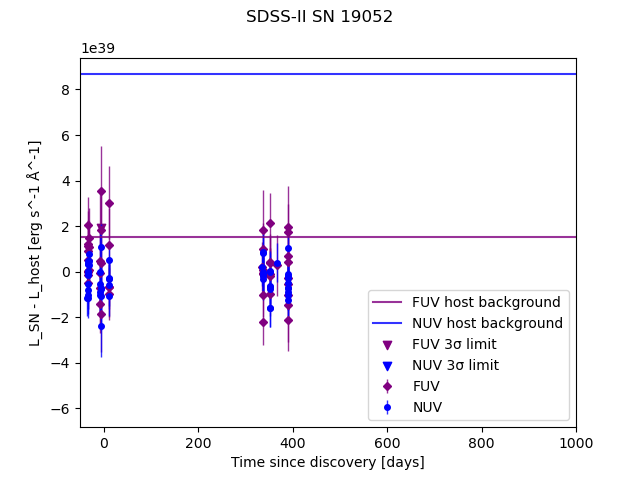 SDSS-II SN 19052
1e39
L_SN - L_host [erg s^-1 Å^-1]
8
6
4
2
0
−2
−4
−6
FUV host background
NUV host background
FUV 3σ limit
NUV 3σ limit
FUV
NUV
0
200
400
600
800
1000
Time since discovery [days]